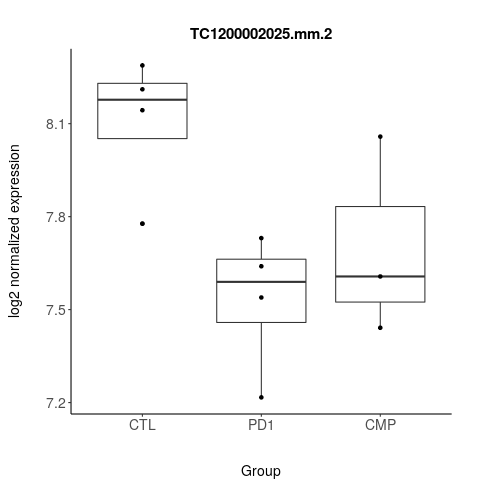 TC1200002025.mm.2
log2 normalized expression
8.1
7.8
7.5
7.2
CTL PD1 CMP
Group